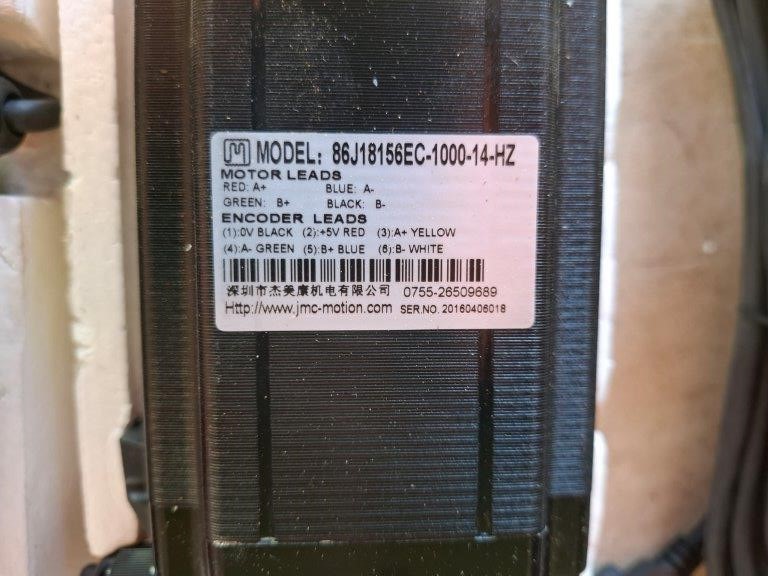 MODEL: 86J18156EC-1000-14-HZ
MOTOR LEADS
RED: A+ BLUE: A-
GREEN: B+ BLACK: B-
ENCODER LEADS
(1):0V BLACK (2):+5V RED (3):A+ YELLOW
(4):A- GREEN (5):B+ BLUE (6):B- WHITE
深圳市杰美康机电有限公司 0755-26509689
Http://www.jmc-motion.com SER.NO. 20160406018